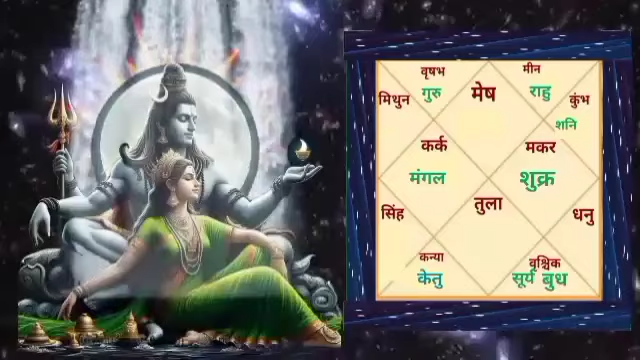 वृषभ
मीन
मिथुन
गुरु
मेष
राहु
कुंभ
शनि
कर्क
मकर
मंगल
शुक्र
सिंह
तुला
धनु
कन्या
वृश्चिक
केतु
सूर्य बुध